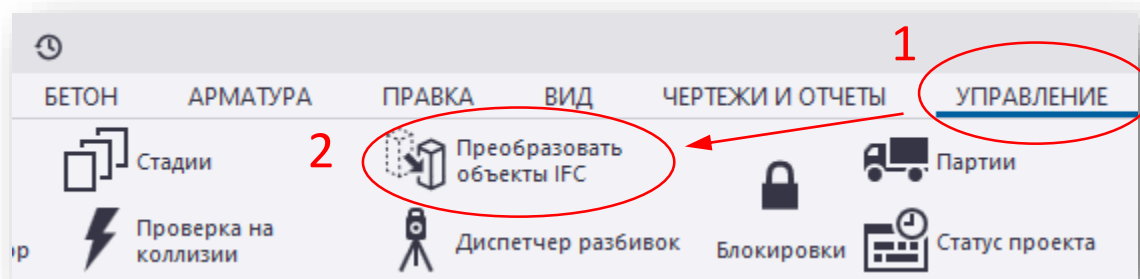 1
БЕТОН АРМАТУРА ПРАВКА ВИД ЧЕРТЕЖИ И ОТЧЕТЫ УПРАВЛЕНИЕ
2
Стадии
Преобразовать
объекты IFC
Партии
ор
Проверка на
коллизии
Диспетчер разбивок
Блокировки
Статус проекта